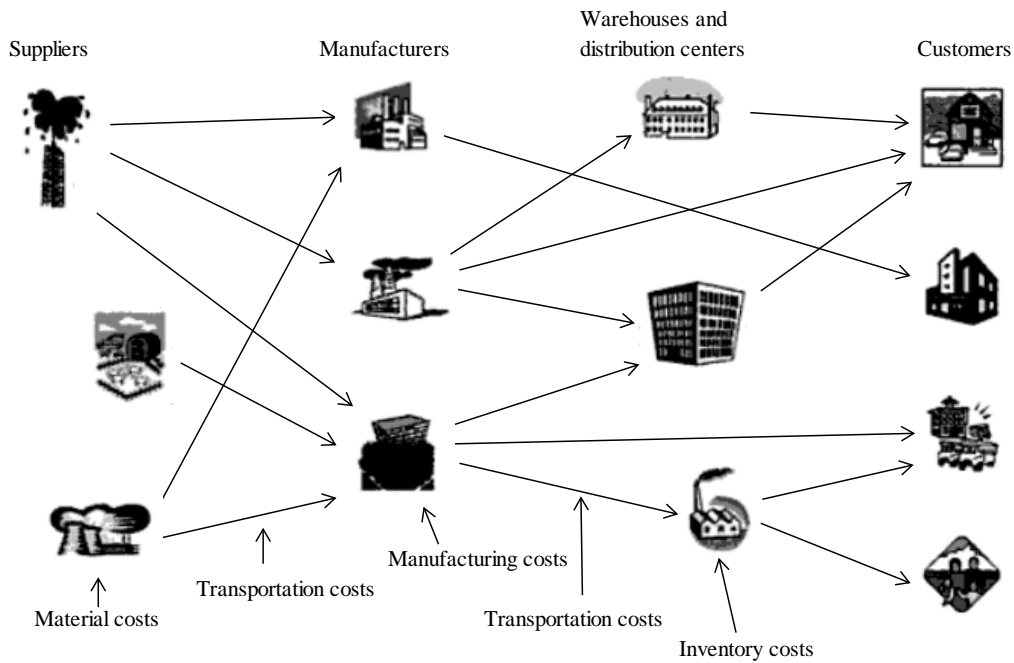 Suppliers
Manufacturers
Warehouses and
distribution centers
Customers
Material costs
Transportation costs
Manufacturing costs
Transportation costs
Inventory costs